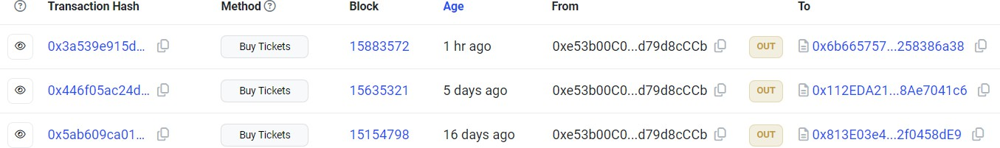 Transaction Hash Method Block Age From To
0x3a539e915d... Buy Tickets 15883572 1 hr ago 0xe53b00C0...d79d8cCCb OUT 0x6b665757...258386a38
0x446f05ac24d... Buy Tickets 15635321 5 days ago 0xe53b00C0...d79d8cCCb OUT 0x112EDA21...8Ae7041c6
0x5ab609ca01... Buy Tickets 15154798 16 days ago 0xe53b00C0...d79d8cCCb OUT 0x813E03e4...2f0458dE9